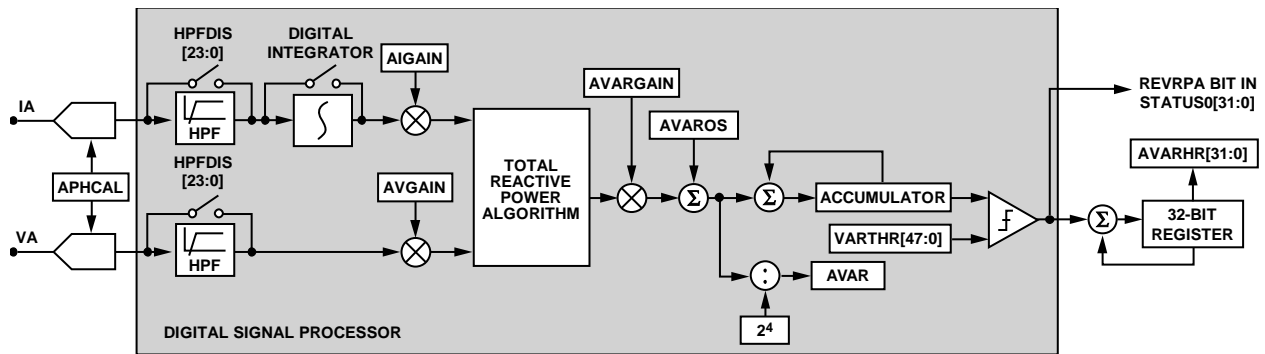 HPFDIS
[23:0]
DIGITAL
INTEGRATOR
AIGAIN
IA
HPF
AVARGAIN
REVRPA BIT IN
STATUS0[31:0]
AVAROS
HPFDIS
[23:0]
APHCAL
AVGAIN
TOTAL
REACTIVE
POWER
ALGORITHM
Σ
Σ
ACCUMULATOR
AVARHR[31:0]
VA
HPF
VARTHR[47:0]
Σ
32-BIT
REGISTER
:
AVAR
2⁴
DIGITAL SIGNAL PROCESSOR